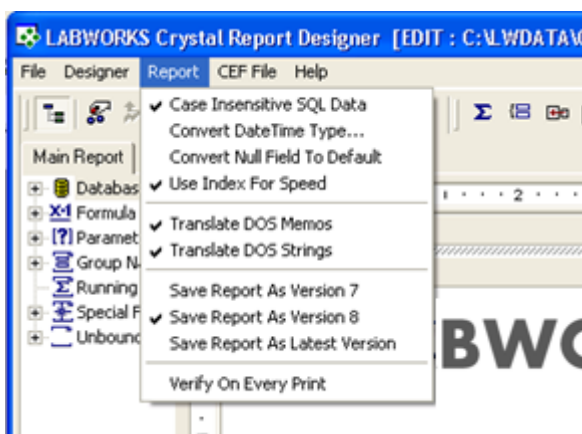 LABWORKS Crystal Report Designer [EDIT : C:\LWDATA\
File Designer Report CEF File Help
Main Report
Case Insensitive SQL Data
Convert DateTime Type...
Convert Null Field To Default
Use Index For Speed
Translate DOS Memos
Translate DOS Strings
Save Report As Version 7
Save Report As Version 8
Save Report As Latest Version
Verify On Every Print
Databas
Formula
Paramet
Group N
Running
Special F
Unbound
2
BWO